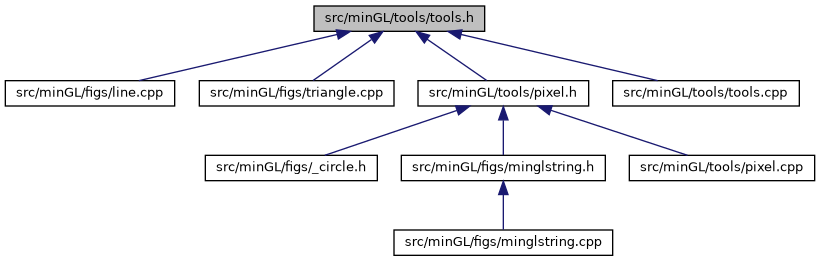 src/minGL/tools/tools.h
src/minGL/figs/line.cpp
src/minGL/figs/triangle.cpp
src/minGL/tools/pixel.h
src/minGL/tools/tools.cpp
src/minGL/figs/_circle.h
src/minGL/figs/minglstring.h
src/minGL/tools/pixel.cpp
src/minGL/figs/minglstring.cpp